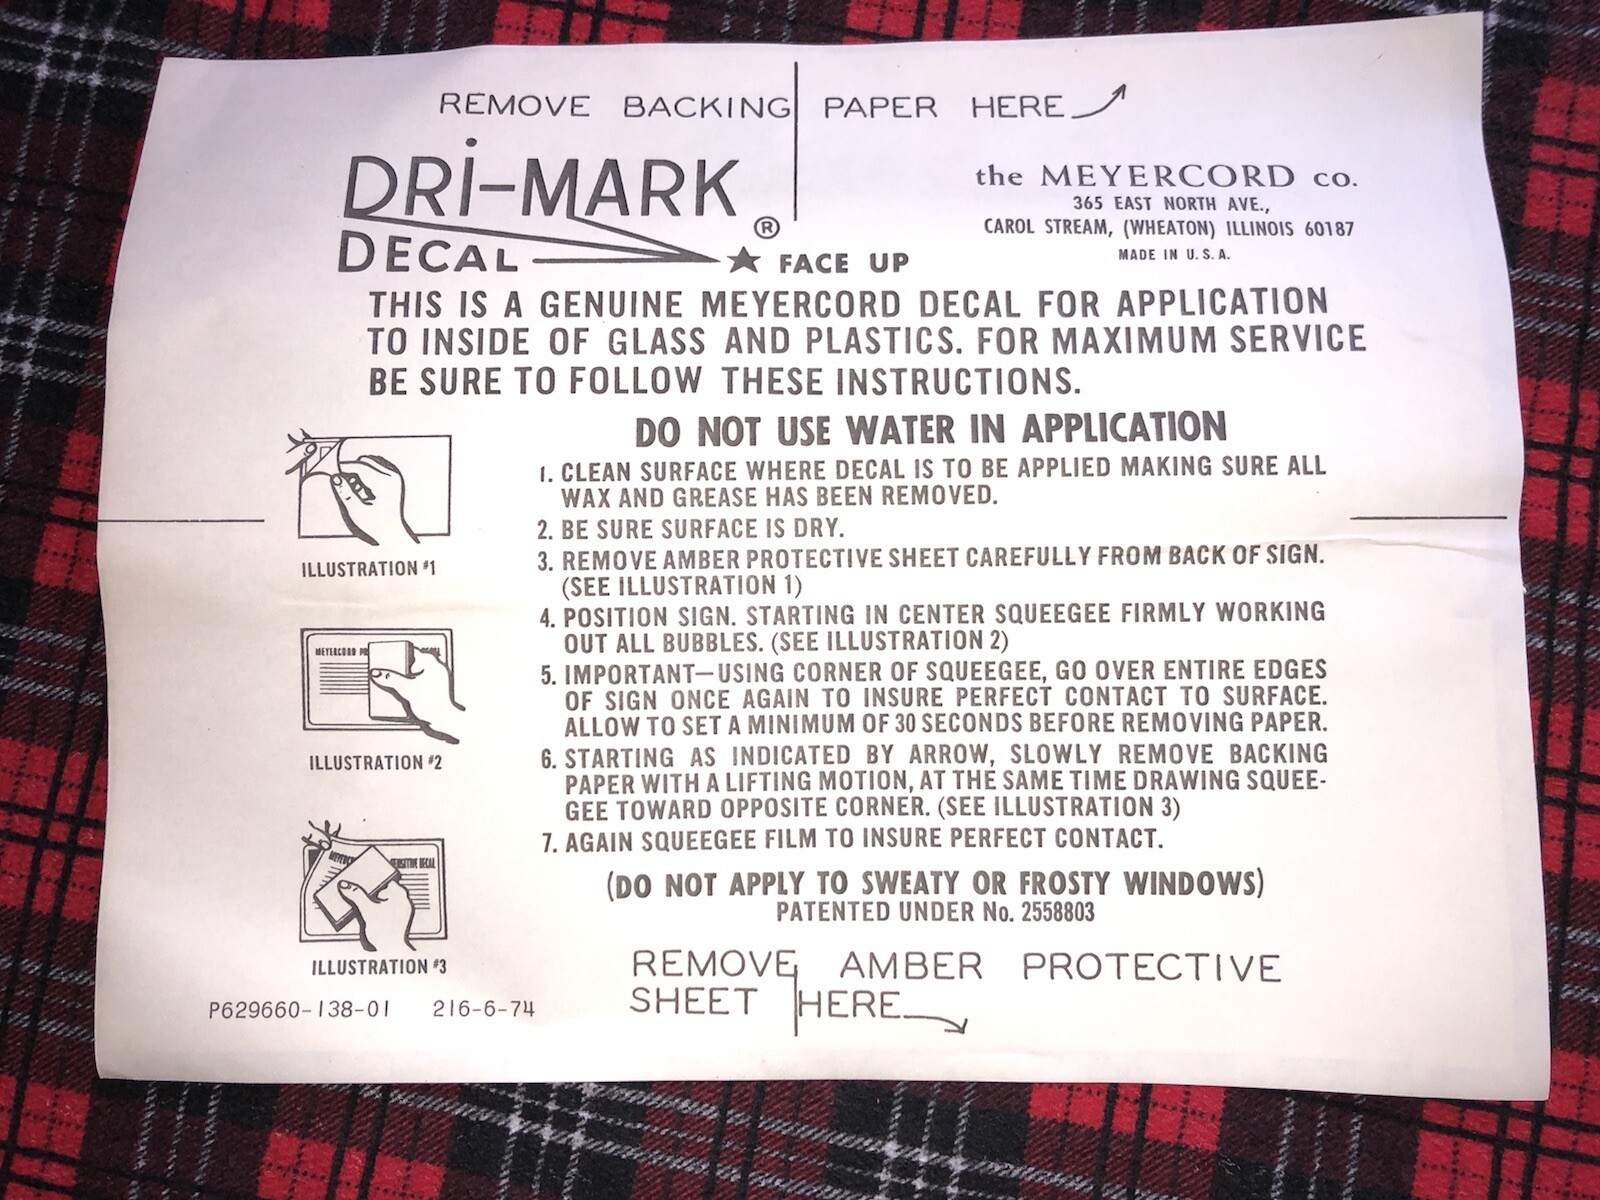 REMOVE BACKING PAPER HERE
DRI-MARK ®
DECAL ★ FACE UP
the MEYERCORD co.
365 EAST NORTH AVE.,
CAROL STREAM, (WHEATON) ILLINOIS 60187
MADE IN U.S.A.
THIS IS A GENUINE MEYERCORD DECAL FOR APPLICATION
TO INSIDE OF GLASS AND PLASTICS. FOR MAXIMUM SERVICE
BE SURE TO FOLLOW THESE INSTRUCTIONS.
DO NOT USE WATER IN APPLICATION
1. CLEAN SURFACE WHERE DECAL IS TO BE APPLIED MAKING SURE ALL
WAX AND GREASE HAS BEEN REMOVED.
2. BE SURE SURFACE IS DRY.
3. REMOVE AMBER PROTECTIVE SHEET CAREFULLY FROM BACK OF SIGN.
(SEE ILLUSTRATION 1)
4. POSITION SIGN. STARTING IN CENTER SQUEEGEE FIRMLY WORKING
OUT ALL BUBBLES. (SEE ILLUSTRATION 2)
5. IMPORTANT—USING CORNER OF SQUEEGEE, GO OVER ENTIRE EDGES
OF SIGN ONCE AGAIN TO INSURE PERFECT CONTACT TO SURFACE.
ALLOW TO SET A MINIMUM OF 30 SECONDS BEFORE REMOVING PAPER.
6. STARTING AS INDICATED BY ARROW, SLOWLY REMOVE BACKING
PAPER WITH A LIFTING MOTION, AT THE SAME TIME DRAWING SQUEE-
GEE TOWARD OPPOSITE CORNER. (SEE ILLUSTRATION 3)
7. AGAIN SQUEEGEE FILM TO INSURE PERFECT CONTACT.
(DO NOT APPLY TO SWEATY OR FROSTY WINDOWS)
PATENTED UNDER No. 2558803
ILLUSTRATION #1
MEYERCORD
ILLUSTRATION #2
DECAL
ILLUSTRATION #3
REMOVE AMBER PROTECTIVE
SHEET HERE
P629660-138-01 216-6-74